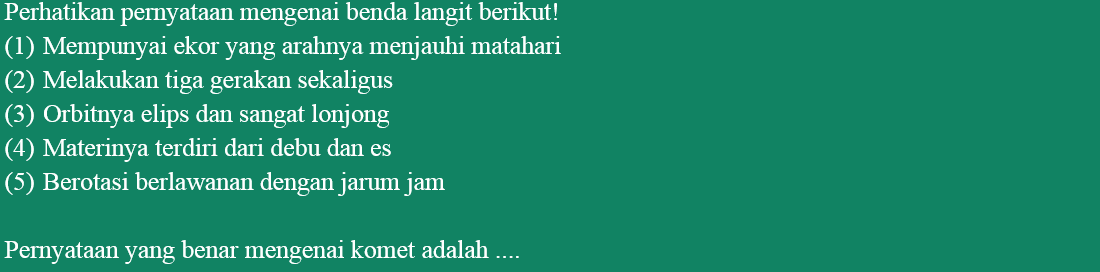 Perhatikan pernyataan mengenai benda langit berikut!
(1) Mempunyai ekor yang arahnya menjauhi matahari
(2) Melakukan tiga gerakan sekaligus
(3) Orbitnya elips dan sangat lonjong
(4) Materinya terdiri dari debu dan es
(5) Berotasi berlawanan dengan jarum jam
Pernyataan yang benar mengenai komet adalah ....